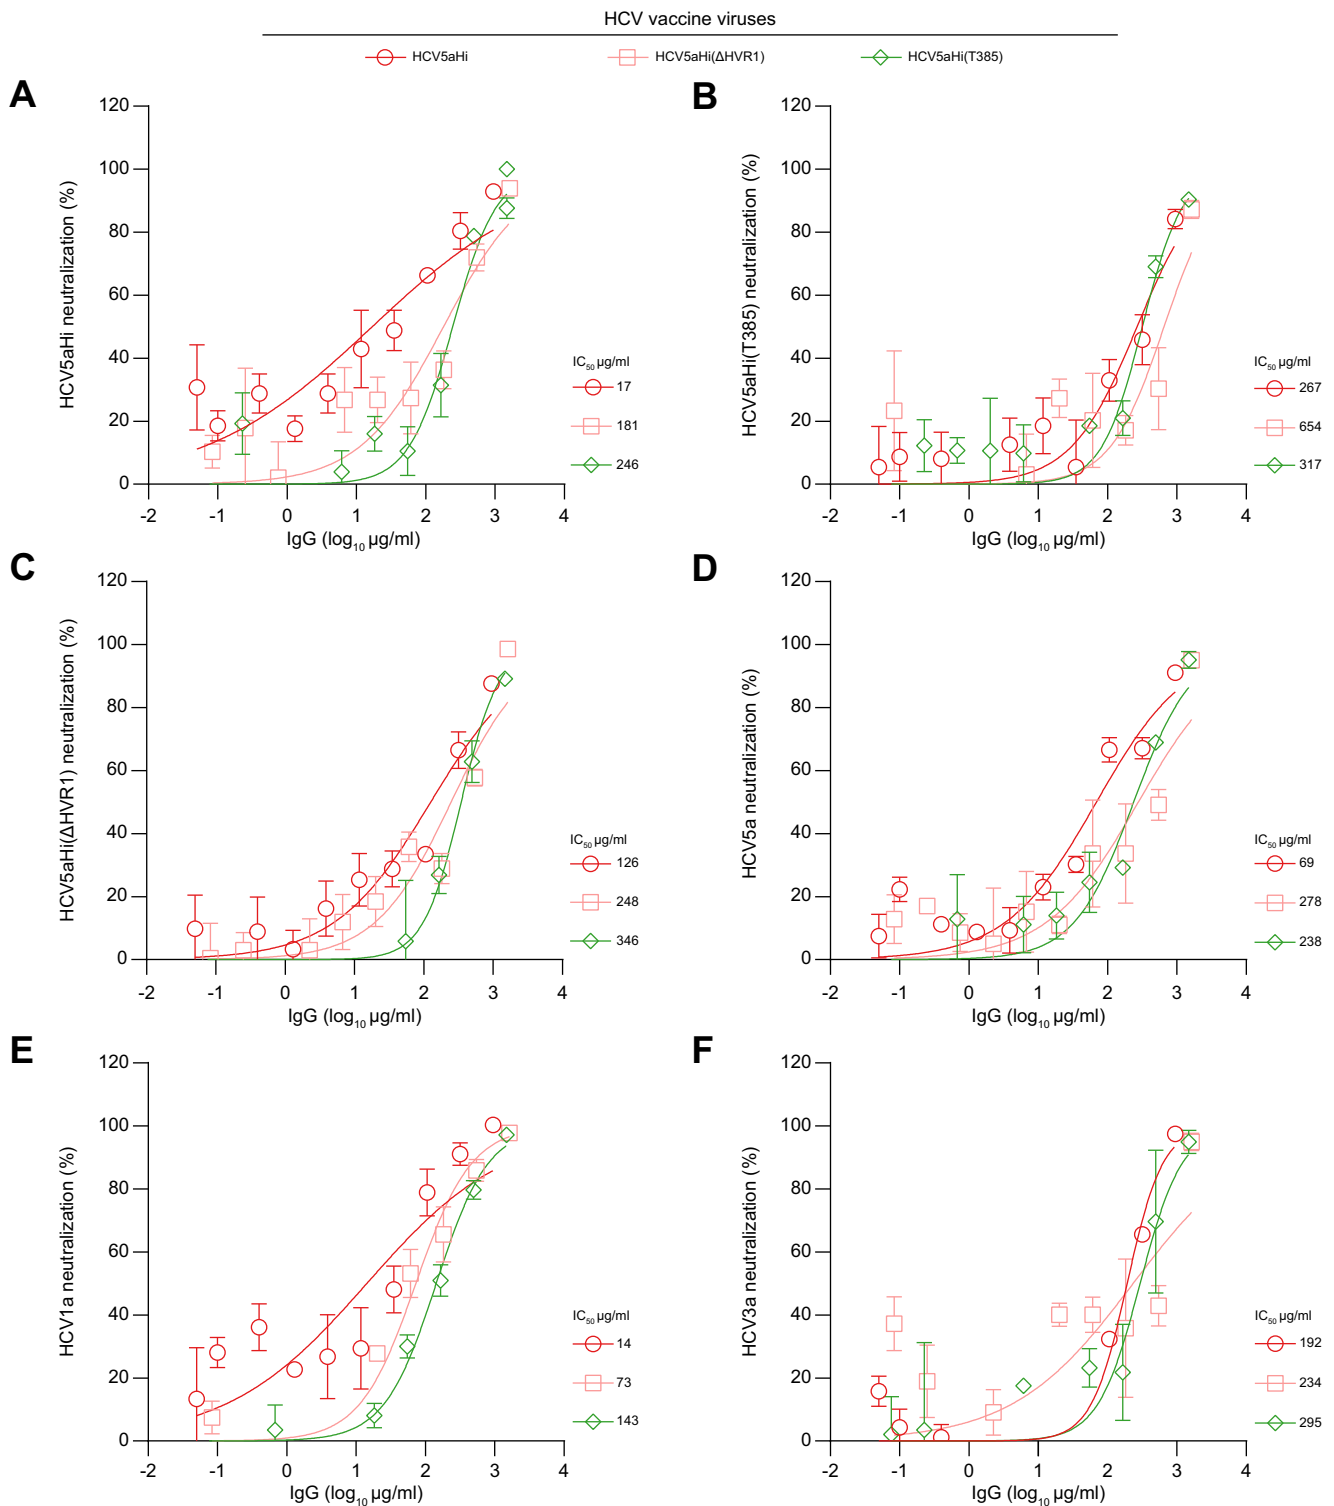 HCV vaccine viruses
HCV5aHi
HCV5aHi(ΔHVR1)
HCV5aHi(T385)
A
HCV5aHi neutralization (%)
120
100
80
60
40
20
0
-2 -1 0 1 2 3 4
IgG (log10 µg/ml)
IC50 µg/ml
17
181
246
B
HCV5aHi(T385) neutralization (%)
120
100
80
60
40
20
0
-2 -1 0 1 2 3 4
IgG (log10 µg/ml)
IC50 µg/ml
267
654
317
C
HCV5aHi(ΔHVR1) neutralization (%)
120
100
80
60
40
20
0
-2 -1 0 1 2 3 4
IgG (log10 µg/ml)
IC50 µg/ml
126
248
346
D
HCV5a neutralization (%)
120
100
80
60
40
20
0
-2 -1 0 1 2 3 4
IgG (log10 µg/ml)
IC50 µg/ml
69
278
238
E
HCV1a neutralization (%)
120
100
80
60
40
20
0
-2 -1 0 1 2 3 4
IgG (log10 µg/ml)
IC50 µg/ml
14
73
143
F
HCV3a neutralization (%)
120
100
80
60
40
20
0
-2 -1 0 1 2 3 4
IgG (log10 µg/ml)
IC50 µg/ml
192
234
295